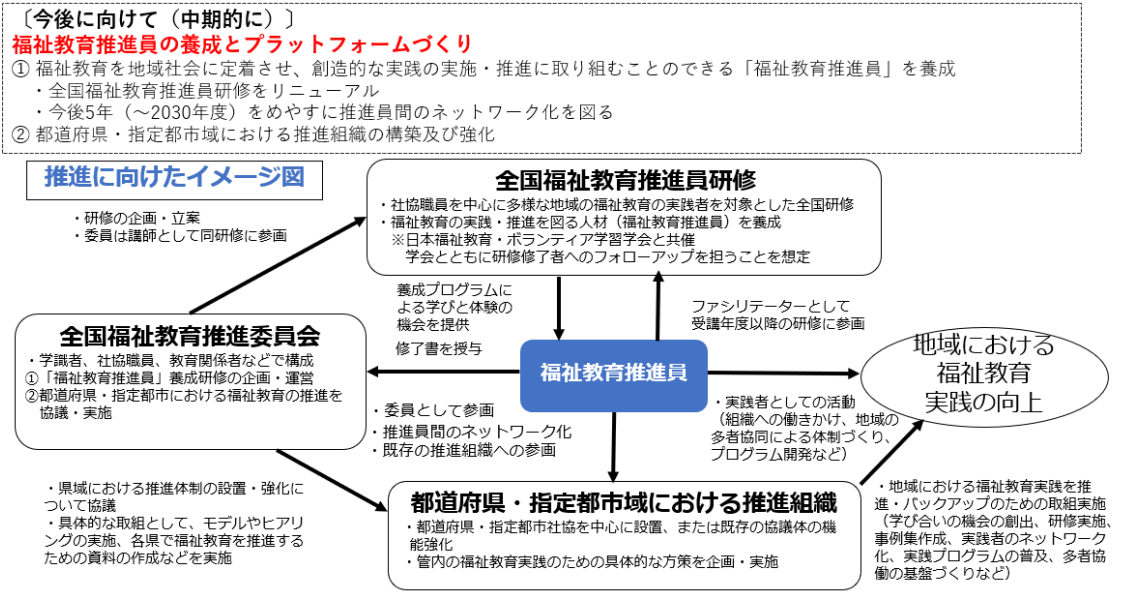 〔今後に向けて（中期的に）〕
福祉教育推進員の養成とプラットフォームづくり
① 福祉教育を地域社会に定着させ、創造的な実践の実施・推進に取り組むことのできる「福祉教育推進員」を養成
・全国福祉教育推進員研修をリニューアル
・今後5年（～2030年度）をめやすに推進員間のネットワーク化を図る
② 都道府県・指定都市域における推進組織の構築及び強化
推進に向けたイメージ図
・研修の企画・立案
・委員は講師として同研修に参画
全国福祉教育推進員研修
・社協職員を中心に多様な地域の福祉教育の実践者を対象とした全国研修
・福祉教育の実践・推進を図る人材（福祉教育推進員）を養成
※日本福祉教育・ボランティア学習学会と共催
学会とともに研修修了者へのフォローアップを担うことを想定
養成プログラムに
よる学びと体験の
機会を提供
修了書を授与
ファシリテーターとして
受講年度以降の研修に参画
全国福祉教育推進委員会
・学識者、社協職員、教育関係者などで構成
①「福祉教育推進員」養成研修の企画・運営
②都道府県・指定都市における福祉教育の推進を
協議・実施
福祉教育推進員
地域における
福祉教育
実践の向上
・委員として参画
・推進員間のネットワーク化
・既存の推進組織への参画
・実践者としての活動
（組織への働きかけ、地域の
多者協同による体制づくり、
プログラム開発など）
・県域における推進体制の設置・強化に
ついて協議
・具体的な取組として、モデルやヒアリ
ングの実施、各県で福祉教育を推進する
ための資料の作成などを実施
都道府県・指定都市域における推進組織
・都道府県・指定都市社協を中心に設置、または既存の協議体の機
能強化
・管内の福祉教育実践のための具体的な方策を企画・実施
・地域における福祉教育実践を推
進・バックアップのための取組実施
（学び合いの機会の創出、研修実施、
事例集作成、実践者のネットワーク
化、実践プログラムの普及、多者協
働の基盤づくりなど）